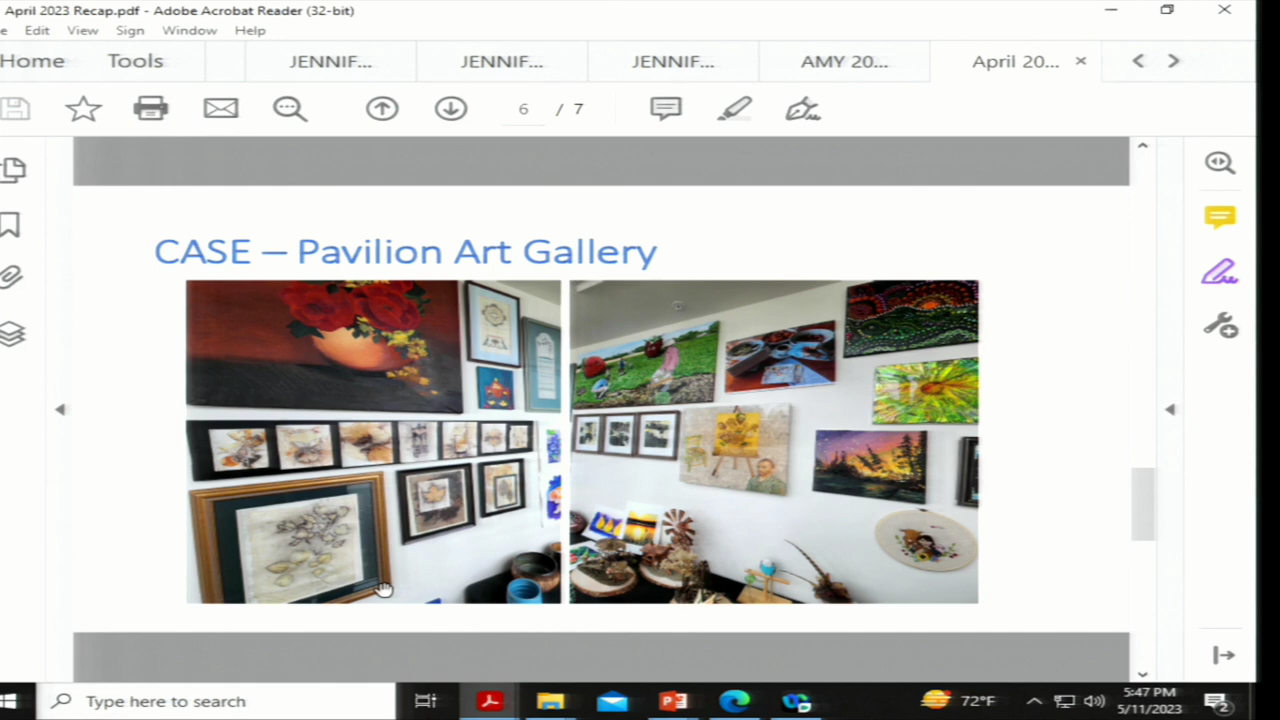 April 2023 Recap.pdf - Adobe Acrobat Reader (32-bit)
Edit View Sign Window Help
Home Tools JENNIF... JENNIF... JENNIF... AMY 20... April 20... ×
6 / 7
CASE – Pavilion Art Gallery
Type here to search
72°F
5:47 PM
5/11/2023
2